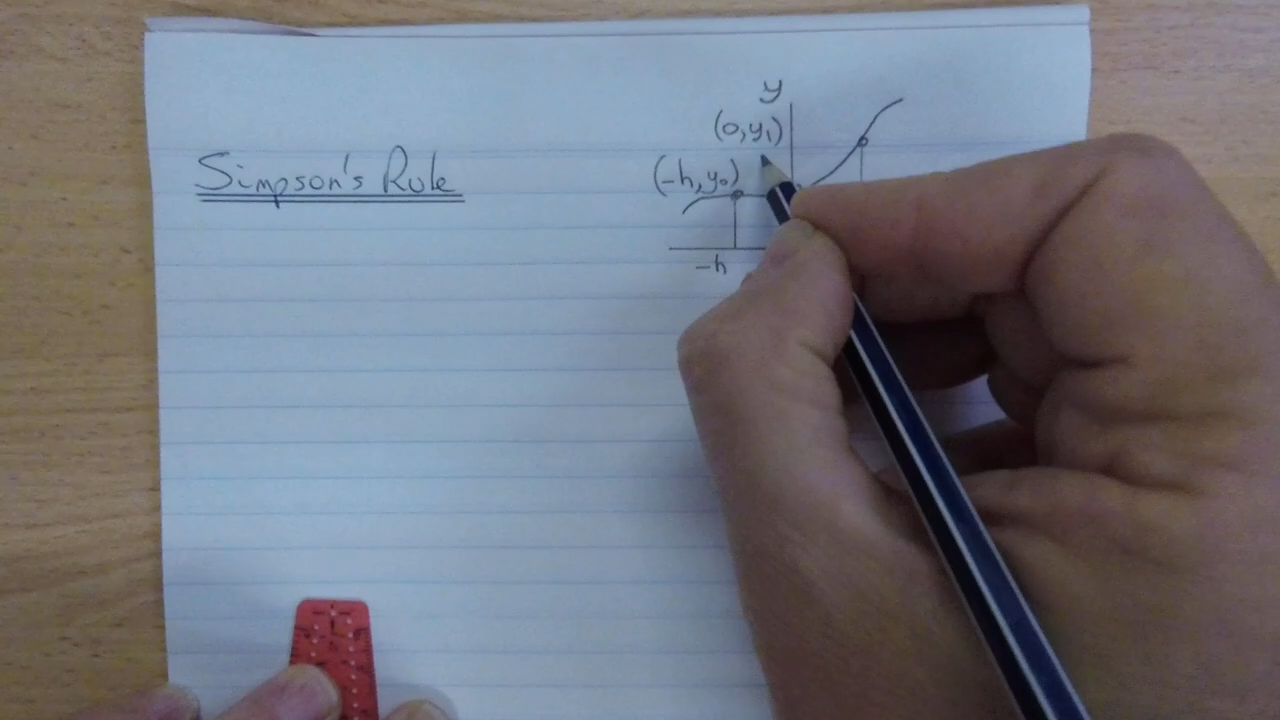 Simpson's Rule
y
(0,y₁)
(-h,y₀)
-h